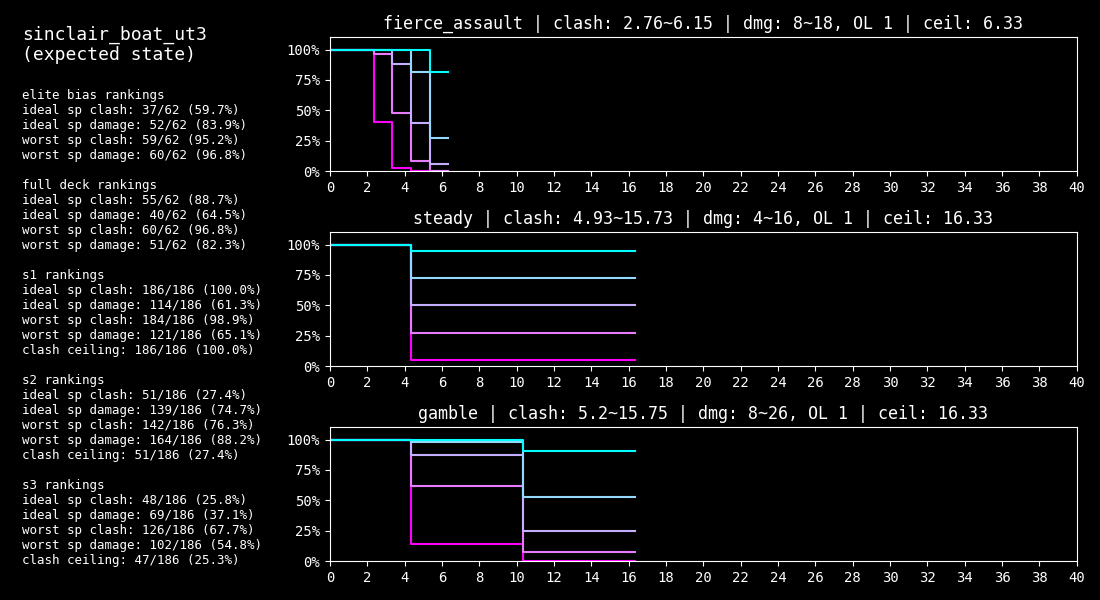 sinclair_boat_ut3
(expected state)
elite bias rankings
ideal sp clash: 37/62 (59.7%)
ideal sp damage: 52/62 (83.9%)
worst sp clash: 59/62 (95.2%)
worst sp damage: 60/62 (96.8%)
full deck rankings
ideal sp clash: 55/62 (88.7%)
ideal sp damage: 40/62 (64.5%)
worst sp clash: 60/62 (96.8%)
worst sp damage: 51/62 (82.3%)
s1 rankings
ideal sp clash: 186/186 (100.0%)
ideal sp damage: 114/186 (61.3%)
worst sp clash: 184/186 (98.9%)
worst sp damage: 121/186 (65.1%)
clash ceiling: 186/186 (100.0%)
s2 rankings
ideal sp clash: 51/186 (27.4%)
ideal sp damage: 139/186 (74.7%)
worst sp clash: 142/186 (76.3%)
worst sp damage: 164/186 (88.2%)
clash ceiling: 51/186 (27.4%)
s3 rankings
ideal sp clash: 48/186 (25.8%)
ideal sp damage: 69/186 (37.1%)
worst sp clash: 126/186 (67.7%)
worst sp damage: 102/186 (54.8%)
clash ceiling: 47/186 (25.3%)
fierce_assault | clash: 2.76~6.15 | dmg: 8~18, OL 1 | ceil: 6.33
100%
75%
50%
25%
0%
0 2 4 6 8 10 12 14 16 18 20 22 24 26 28 30 32 34 36 38 40
steady | clash: 4.93~15.73 | dmg: 4~16, OL 1 | ceil: 16.33
100%
75%
50%
25%
0%
0 2 4 6 8 10 12 14 16 18 20 22 24 26 28 30 32 34 36 38 40
gamble | clash: 5.2~15.75 | dmg: 8~26, OL 1 | ceil: 16.33
100%
75%
50%
25%
0%
0 2 4 6 8 10 12 14 16 18 20 22 24 26 28 30 32 34 36 38 40